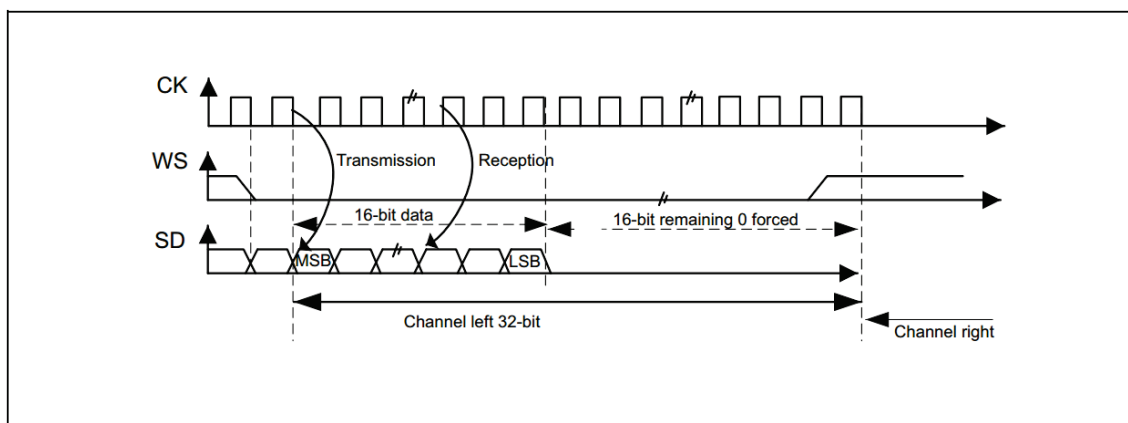 CK
Transmission
Reception
WS
16-bit data
16-bit remaining 0 forced
SD
MSB
LSB
Channel left 32-bit
Channel right